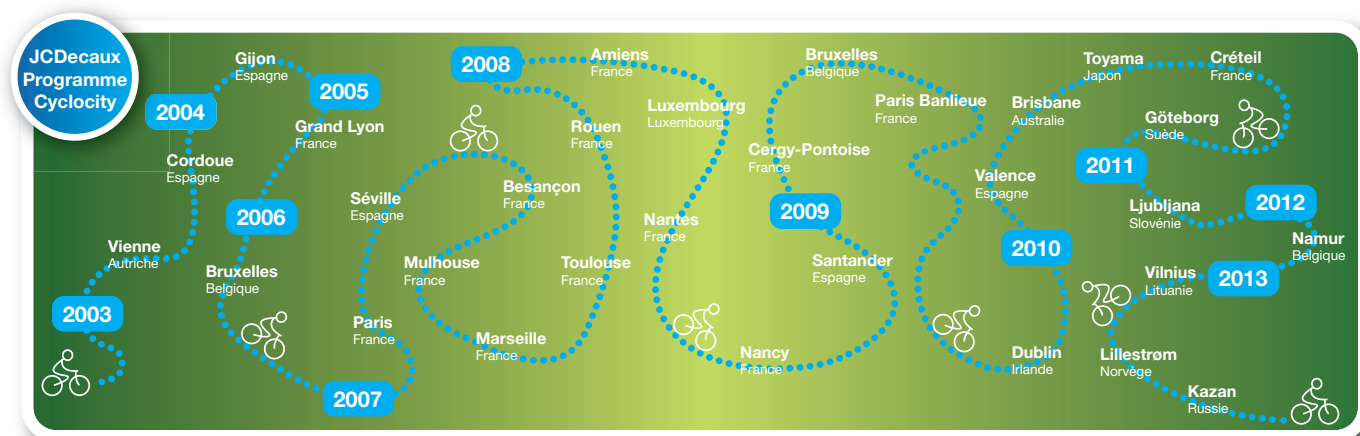 JCDecaux
Programme
Cyclocity
2003
Vienne
Autriche
Cordoue
Espagne
2004
Gijon
Espagne
2005
Grand Lyon
France
2006
Bruxelles
Belgique
2007
Paris
France
Séville
Espagne
Besançon
France
Mulhouse
France
Marseille
France
Toulouse
France
Rouen
France
2008
Amiens
France
Luxembourg
Luxembourg
Nantes
France
Nancy
France
Santander
Espagne
2009
Cergy-Pontoise
France
Bruxelles
Belgique
Paris Banlieue
France
Dublin
Irlande
2010
Valence
Espagne
Brisbane
Australie
Toyama
Japon
Créteil
France
Göteborg
Suède
2011
Ljubljana
Slovénie
2012
Namur
Belgique
2013
Vilnius
Lituanie
Lillestrøm
Norvège
Kazan
Russie